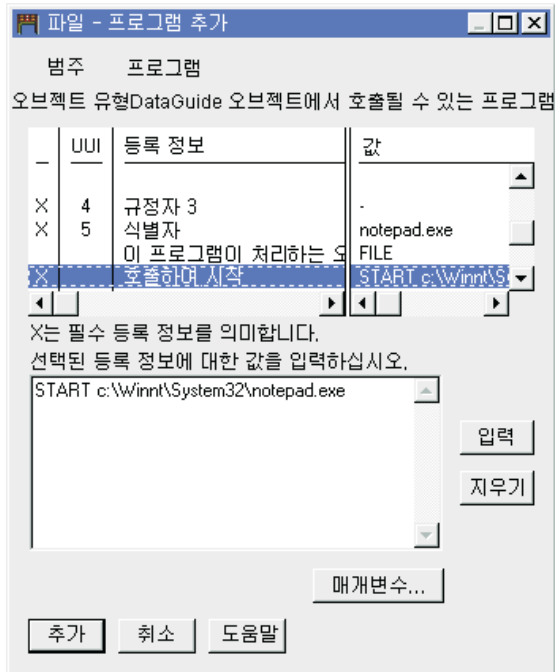 파일 - 프로그램 추가
범주 프로그램
오브젝트 유형DataGuide 오브젝트에서 호출될 수 있는 프로그램
UUI 등록 정보 값
X 4 규정자 3 -
X 5 식별자 notepad.exe
이 프로그램이 처리하는 오 FILE
X 호출하여 시작 START c:\Winnt\S
X는 필수 등록 정보를 의미합니다.
선택된 등록 정보에 대한 값을 입력하십시오.
START c:\Winnt\System32\notepad.exe
입력
지우기
매개변수...
추가 취소 도움말